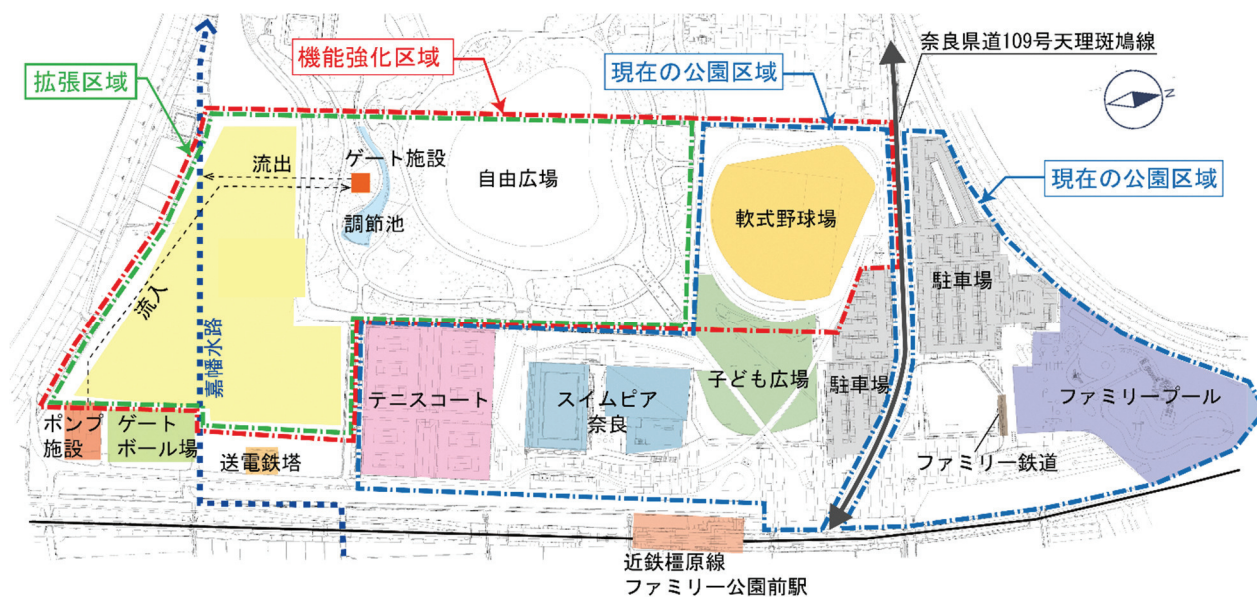 奈良県道109号天理斑鳩線
機能強化区域
現在の公園区域
拡張区域
N
流出
ゲート施設
自由広場
調節池
軟式野球場
現在の公園区域
駐車場
流入
嘉幡水路
テニスコート
スイムピア
奈良
子ども広場
駐車場
ファミリープール
ポンプ
施設
ゲート
ボール場
送電鉄塔
ファミリー鉄道
近鉄橿原線
ファミリー公園前駅